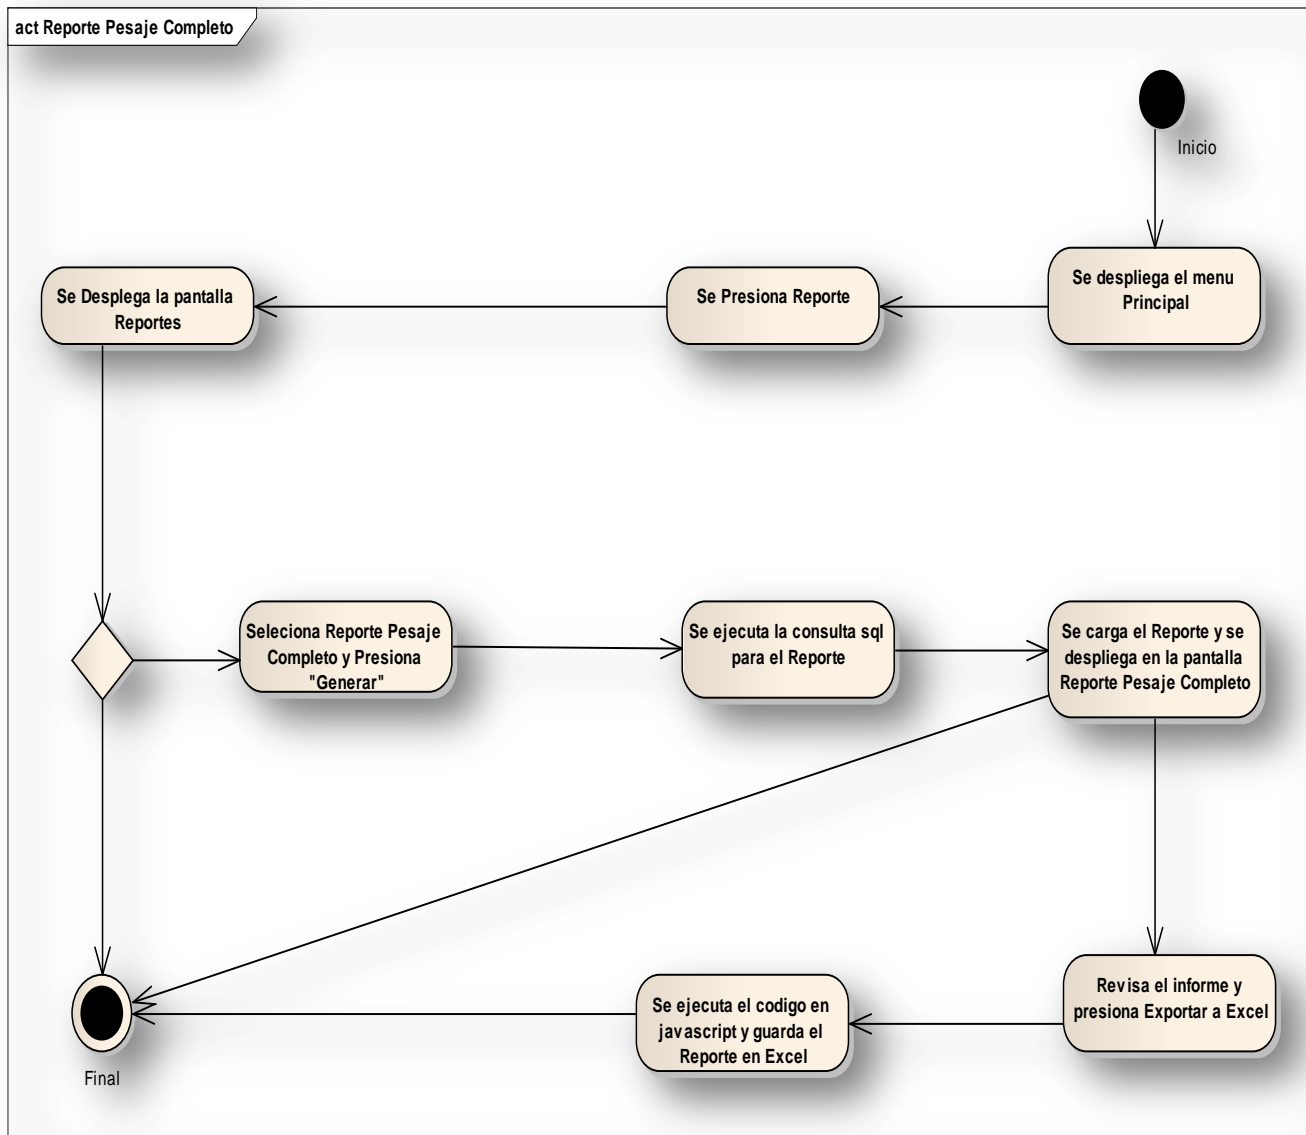 act Reporte Pesaje Completo
Inicio
Se despliega el menu
Principal
Se Presiona Reporte
Se Desplega la pantalla
Reportes
Seleciona Reporte Pesaje
Completo y Presiona
"Generar"
Se ejecuta la consulta sql
para el Reporte
Se carga el Reporte y se
despliega en la pantalla
Reporte Pesaje Completo
Revisa el informe y
presiona Exportar a Excel
Se ejecuta el codigo en
javascript y guarda el
Reporte en Excel
Final